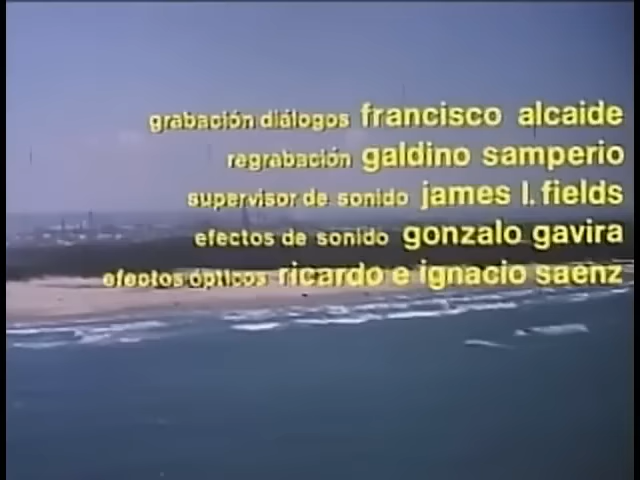 grabación diálogos francisco alcaide
regrabación galdino samperio
supervisor de sonido james l. fields
efectos de sonido gonzalo gavira
efectos ópticos ricardo e ignacio saenz